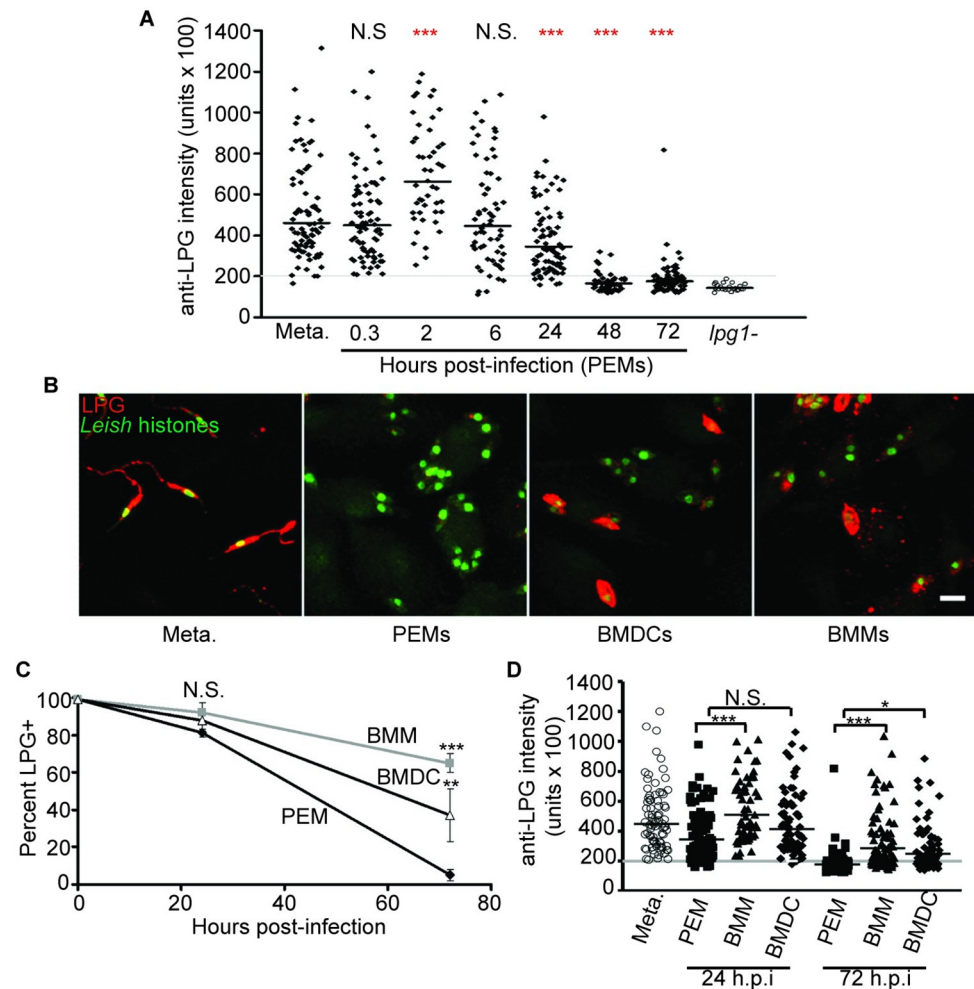 A
N.S *** N.S. *** *** ***
anti-LPG intensity (units x 100)
1400
1200
1000
800
600
400
200
0
Meta. 0.3 2 6 24 48 72 lpg1-
Hours post-infection (PEMs)
B
LPG
Leish histones
Meta. PEMs BMDCs BMMs
C
Percent LPG+
100
80
60
40
20
0
N.S.
BMM
***
BMDC
**
PEM
0 20 40 60 80
Hours post-infection
D
anti-LPG intensity
(units x 100)
1400
1200
1000
800
600
400
200
0
N.S.
***
*
***
Meta. PEM BMM BMDC PEM BMM BMDC
24 h.p.i 72 h.p.i